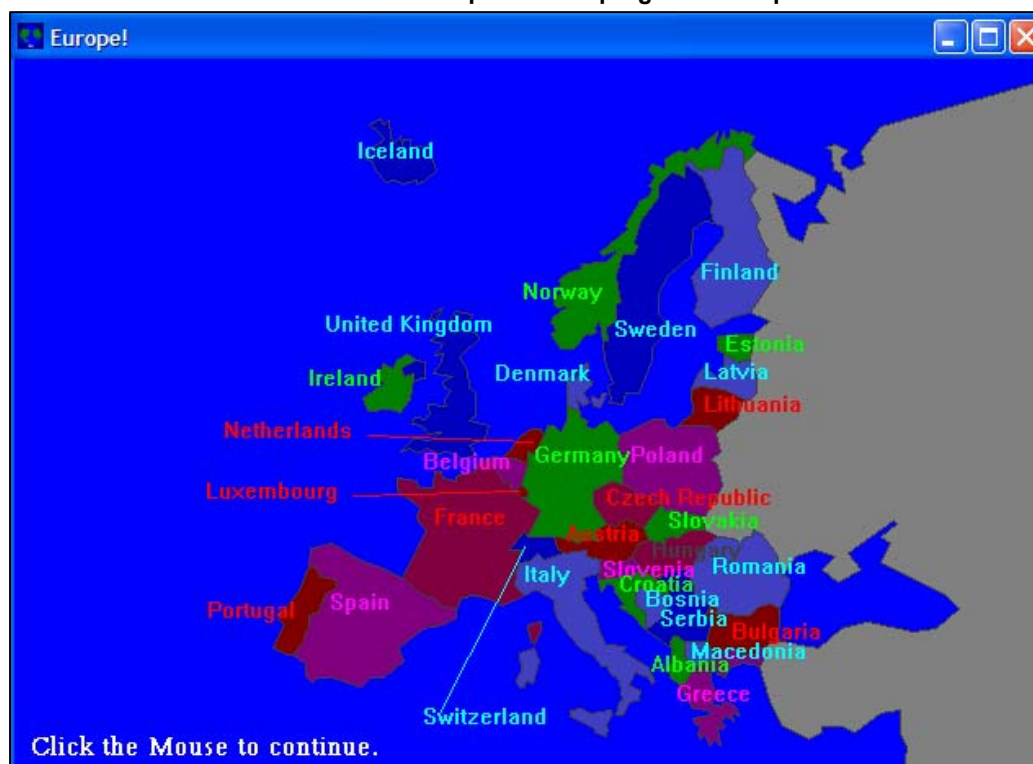 Europe!
Iceland
Finland
Norway
United Kingdom
Sweden
Estonia
Denmark
Latvia
Ireland
Lithuania
Netherlands
Germany
Poland
Belgium
Luxembourg
Czech Republic
France
Slovakia
Austria
Hungary
Romania
Slovenia
Italy
Croatia
Bosnia
Spain
Portugal
Serbia
Bulgaria
Macedonia
Albania
Greece
Switzerland
Click the Mouse to continue.